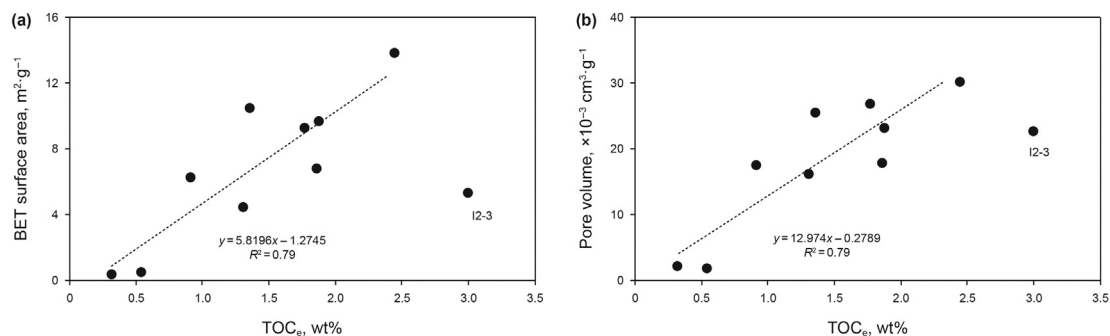 (a)
16
12
8
4
0
BET surface area, m²·g⁻¹
y = 5.8196x – 1.2745
R² = 0.79
I2-3
0 0.5 1.0 1.5 2.0 2.5 3.0 3.5
TOCₑ, wt%
(b)
40
30
20
10
0
Pore volume, ×10⁻³ cm³·g⁻¹
y = 12.974x – 0.2789
R² = 0.79
I2-3
0 0.5 1.0 1.5 2.0 2.5 3.0 3.5
TOCₑ, wt%